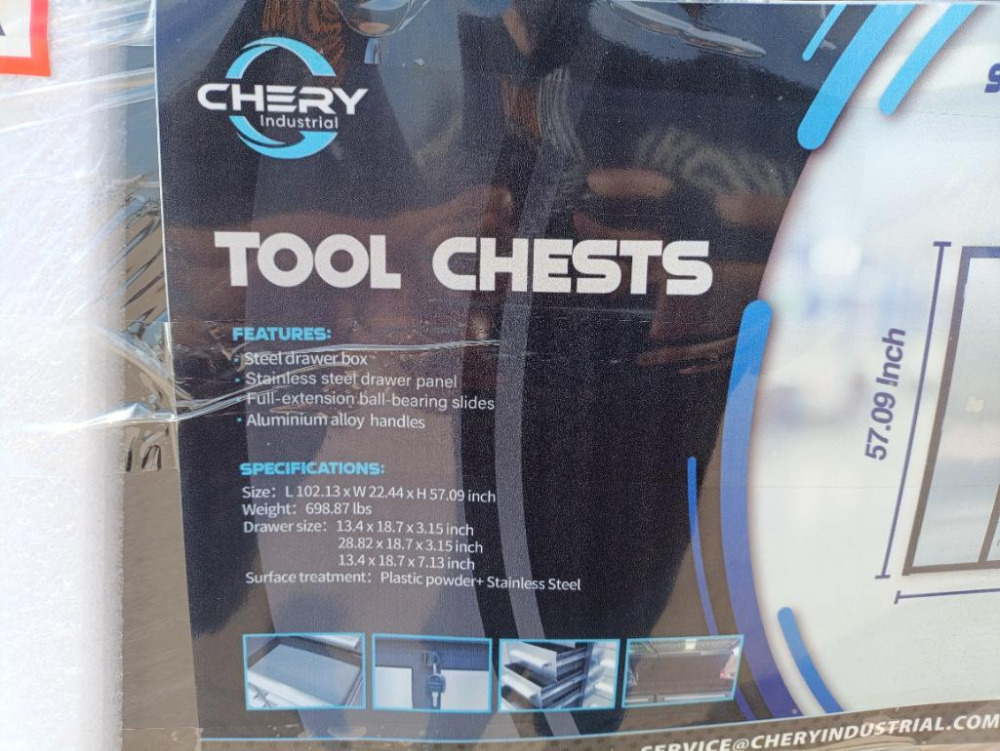 CHERY
Industrial
TOOL CHESTS
FEATURES:
· Steel drawer box
· Stainless steel drawer panel
· Full-extension ball-bearing slides
· Aluminium alloy handles
SPECIFICATIONS:
Size: L 102.13 x W 22.44 x H 57.09 inch
Weight: 698.87 lbs
Drawer size: 13.4 x 18.7 x 3.15 inch
28.82 x 18.7 x 3.15 inch
13.4 x 18.7 x 7.13 inch
Surface treatment: Plastic powder+ Stainless Steel
57.09 Inch
SERVICE@CHERYINDUSTRIAL.COM